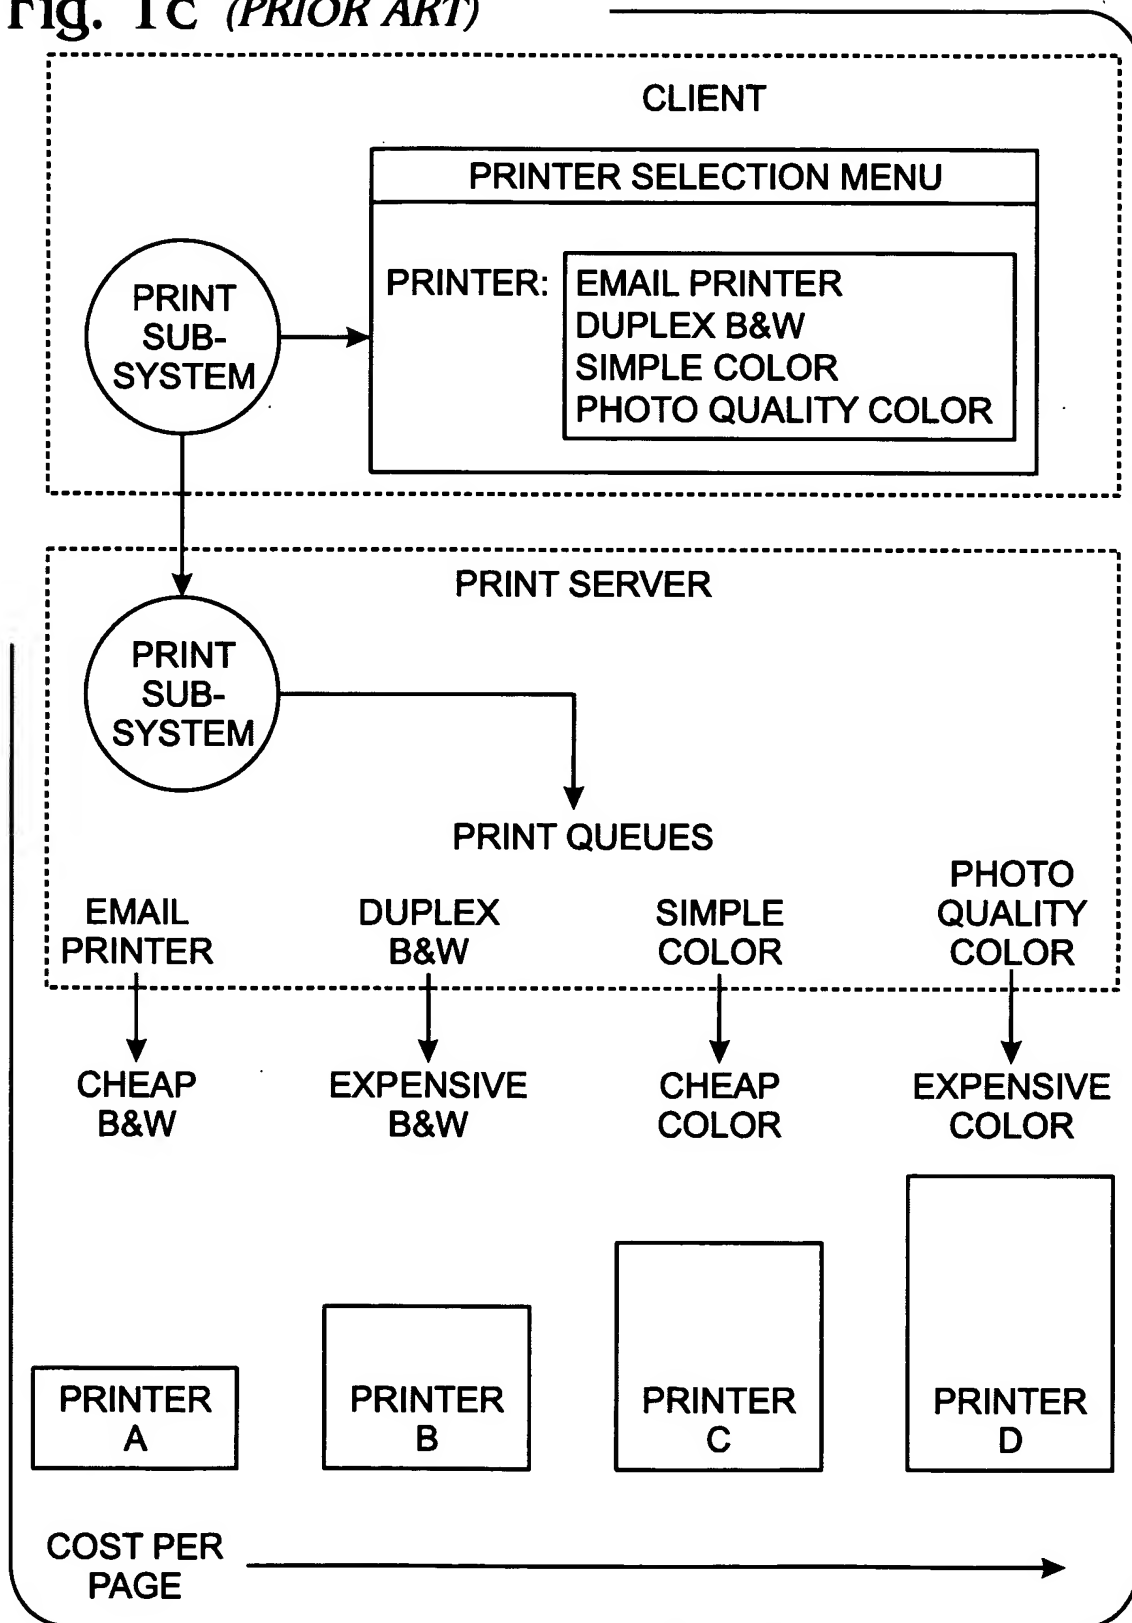 Fig. 1c (PRIOR ART)
CLIENT
PRINTER SELECTION MENU
PRINT
SUB-
SYSTEM
PRINTER:
EMAIL PRINTER
DUPLEX B&W
SIMPLE COLOR
PHOTO QUALITY COLOR
PRINT SERVER
PRINT
SUB-
SYSTEM
PRINT QUEUES
EMAIL
PRINTER
DUPLEX
B&W
SIMPLE
COLOR
PHOTO
QUALITY
COLOR
CHEAP
B&W
EXPENSIVE
B&W
CHEAP
COLOR
EXPENSIVE
COLOR
PRINTER
A
PRINTER
B
PRINTER
C
PRINTER
D
COST PER
PAGE